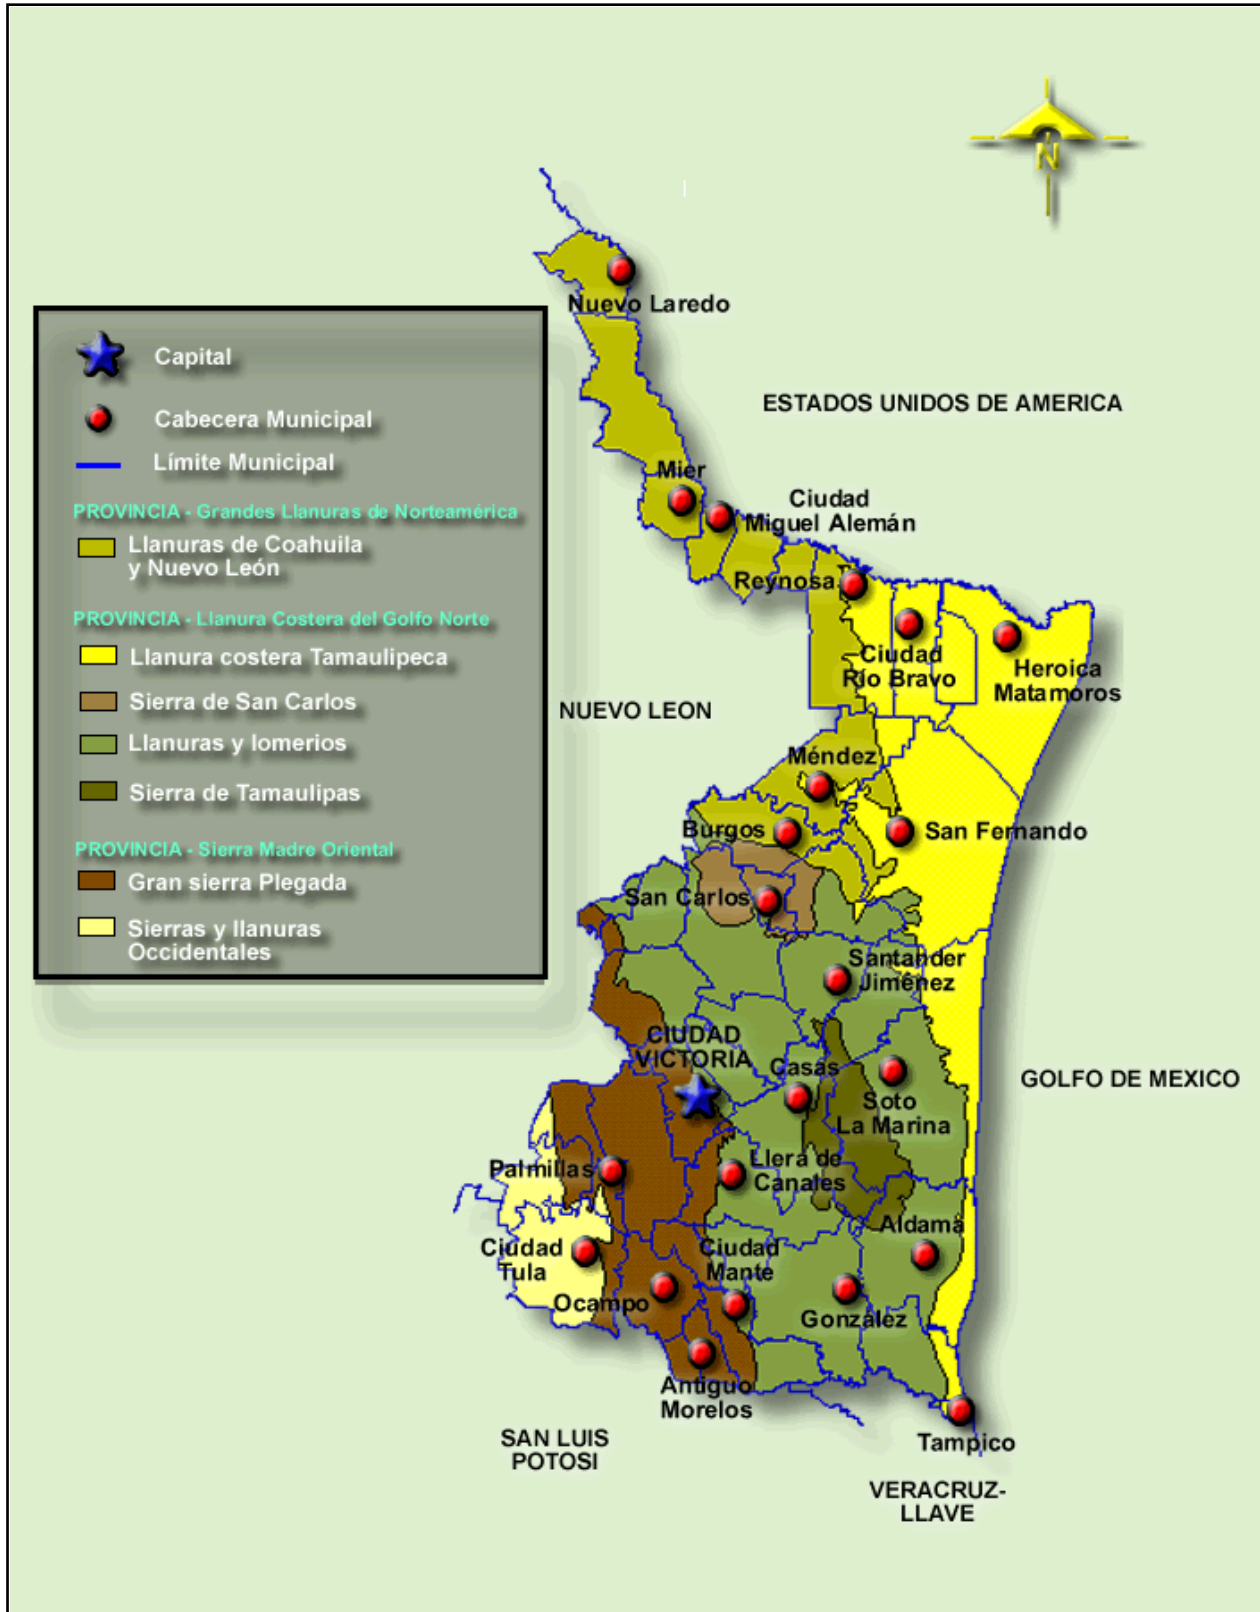 N
Nuevo Laredo
Capital
Cabecera Municipal
Límite Municipal
PROVINCIA - Grandes Llanuras de Norteamérica
Llanuras de Coahuila
y Nuevo León
PROVINCIA - Llanura Costera del Golfo Norte
Llanura costera Tamaulipeca
Sierra de San Carlos
Llanuras y lomerios
Sierra de Tamaulipas
PROVINCIA - Sierra Madre Oriental
Gran sierra Plegada
Sierras y llanuras
Occidentales
ESTADOS UNIDOS DE AMERICA
Mier
Ciudad
Miguel Alemán
Reynosa
Ciudad
Río Bravo
Heroica
Matamoros
NUEVO LEON
Méndez
Burgos
San Fernando
San Carlos
Santander
Jiménez
CIUDAD
VICTORIA
Casas
Soto
La Marina
GOLFO DE MEXICO
Palmillas
Llera de
Canales
Aldama
Ciudad
Tula
Ciudad
Mante
Ocampo
González
Antiguo
Morelos
Tampico
SAN LUIS
POTOSI
VERACRUZ-
LLAVE